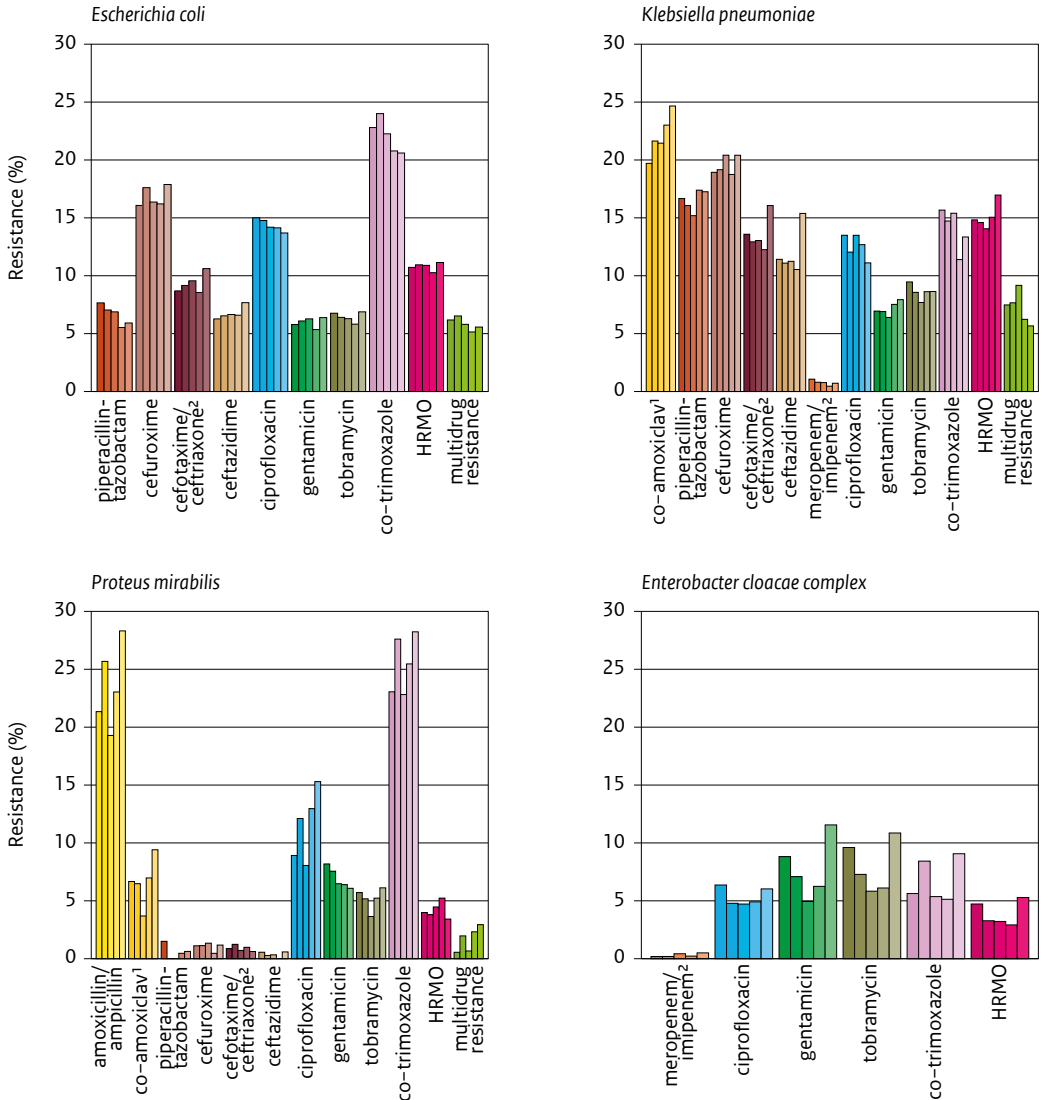 Escherichia coli
Resistance (%)
30
25
20
15
10
5
0
piperacillin-
tazobactam
cefuroxime
cefotaxime/
ceftriaxone²
ceftazidime
ciprofloxacin
gentamicin
tobramycin
co-trimoxazole
HRMO
multidrug
resistance
Klebsiella pneumoniae
30
25
20
15
10
5
0
co-amoxiclav¹
piperacillin-
tazobactam
cefuroxime
cefotaxime/
ceftriaxone²
ceftazidime
meropenem/
imipenem²
ciprofloxacin
gentamicin
tobramycin
co-trimoxazole
HRMO
multidrug
resistance
Proteus mirabilis
Resistance (%)
30
25
20
15
10
5
0
amoxicillin/
ampicillin
co-amoxiclav¹
piperacillin-
tazobactam
cefuroxime
cefotaxime/
ceftriaxone²
ceftazidime
ciprofloxacin
gentamicin
tobramycin
co-trimoxazole
HRMO
multidrug
resistance
Enterobacter cloacae complex
30
25
20
15
10
5
0
meropenem/
imipenem²
ciprofloxacin
gentamicin
tobramycin
co-trimoxazole
HRMO